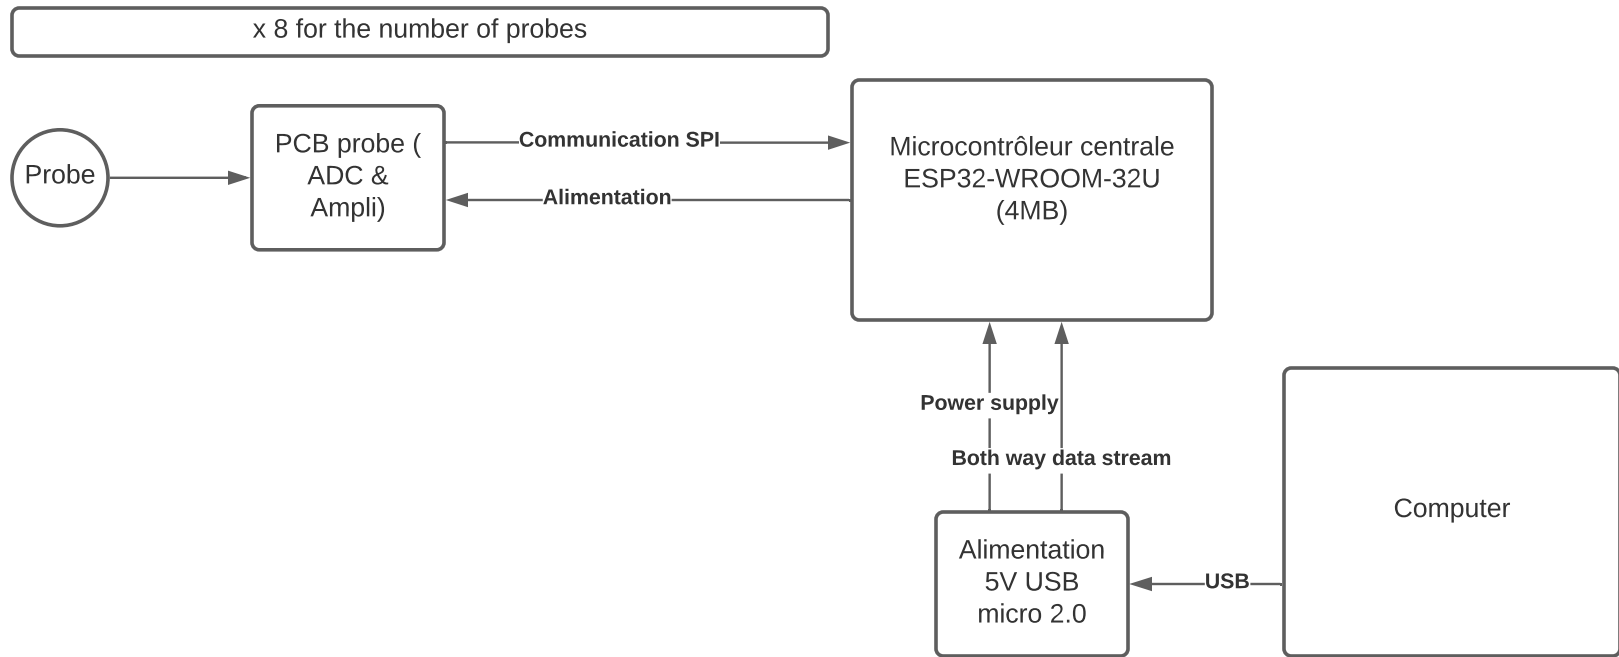 x 8 for the number of probes
Probe
PCB probe (
ADC &
Ampli)
Communication SPI
Alimentation
Microcontrôleur centrale
ESP32-WROOM-32U
(4MB)
Power supply
Both way data stream
Alimentation
5V USB
micro 2.0
USB
Computer